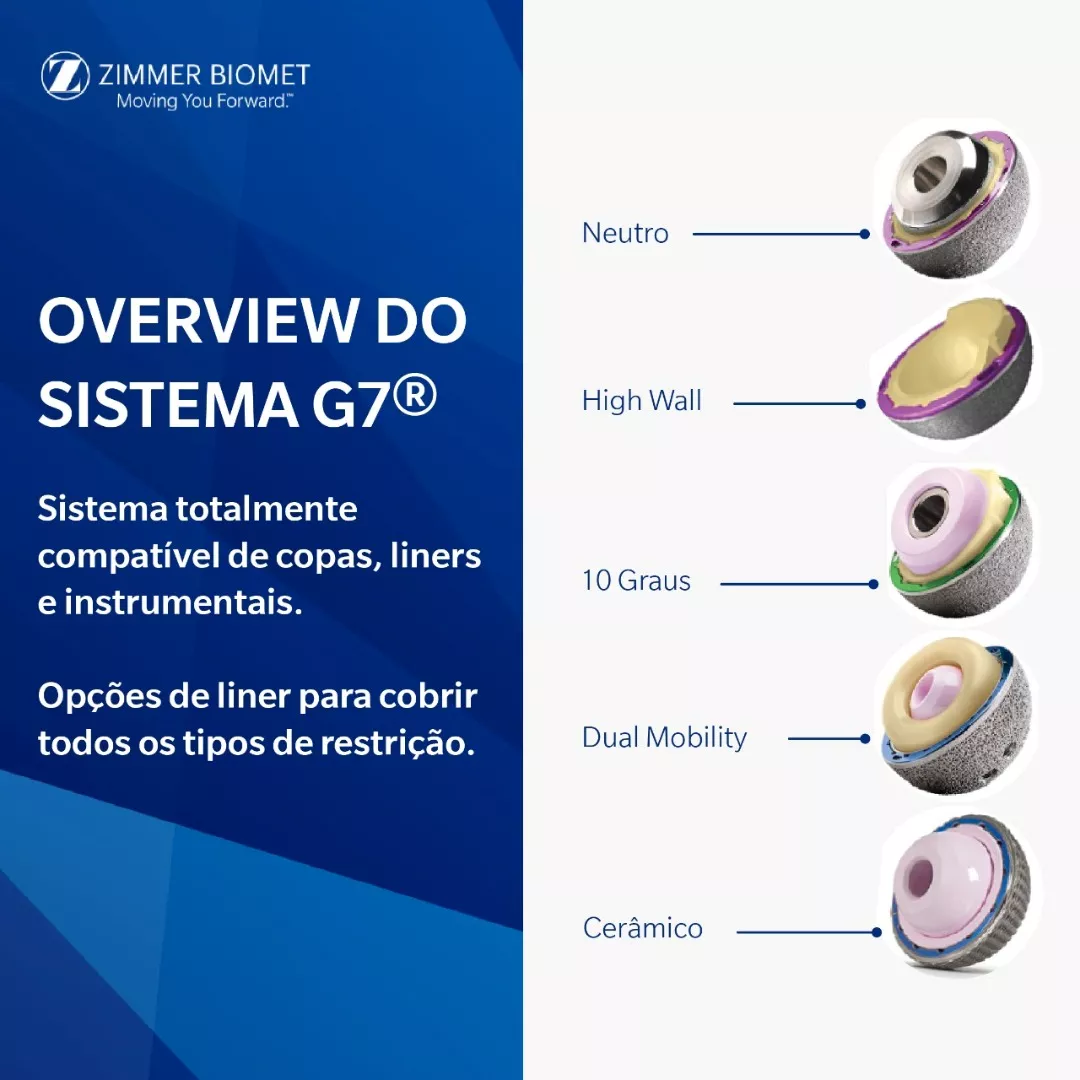 ZIMMER BIOMET
Moving You Forward.™
OVERVIEW DO
SISTEMA G7®
Sistema totalmente
compatível de copas, liners
e instrumentais.
Opções de liner para cobrir
todos os tipos de restrição.
Neutro
High Wall
10 Graus
Dual Mobility
Cerâmico